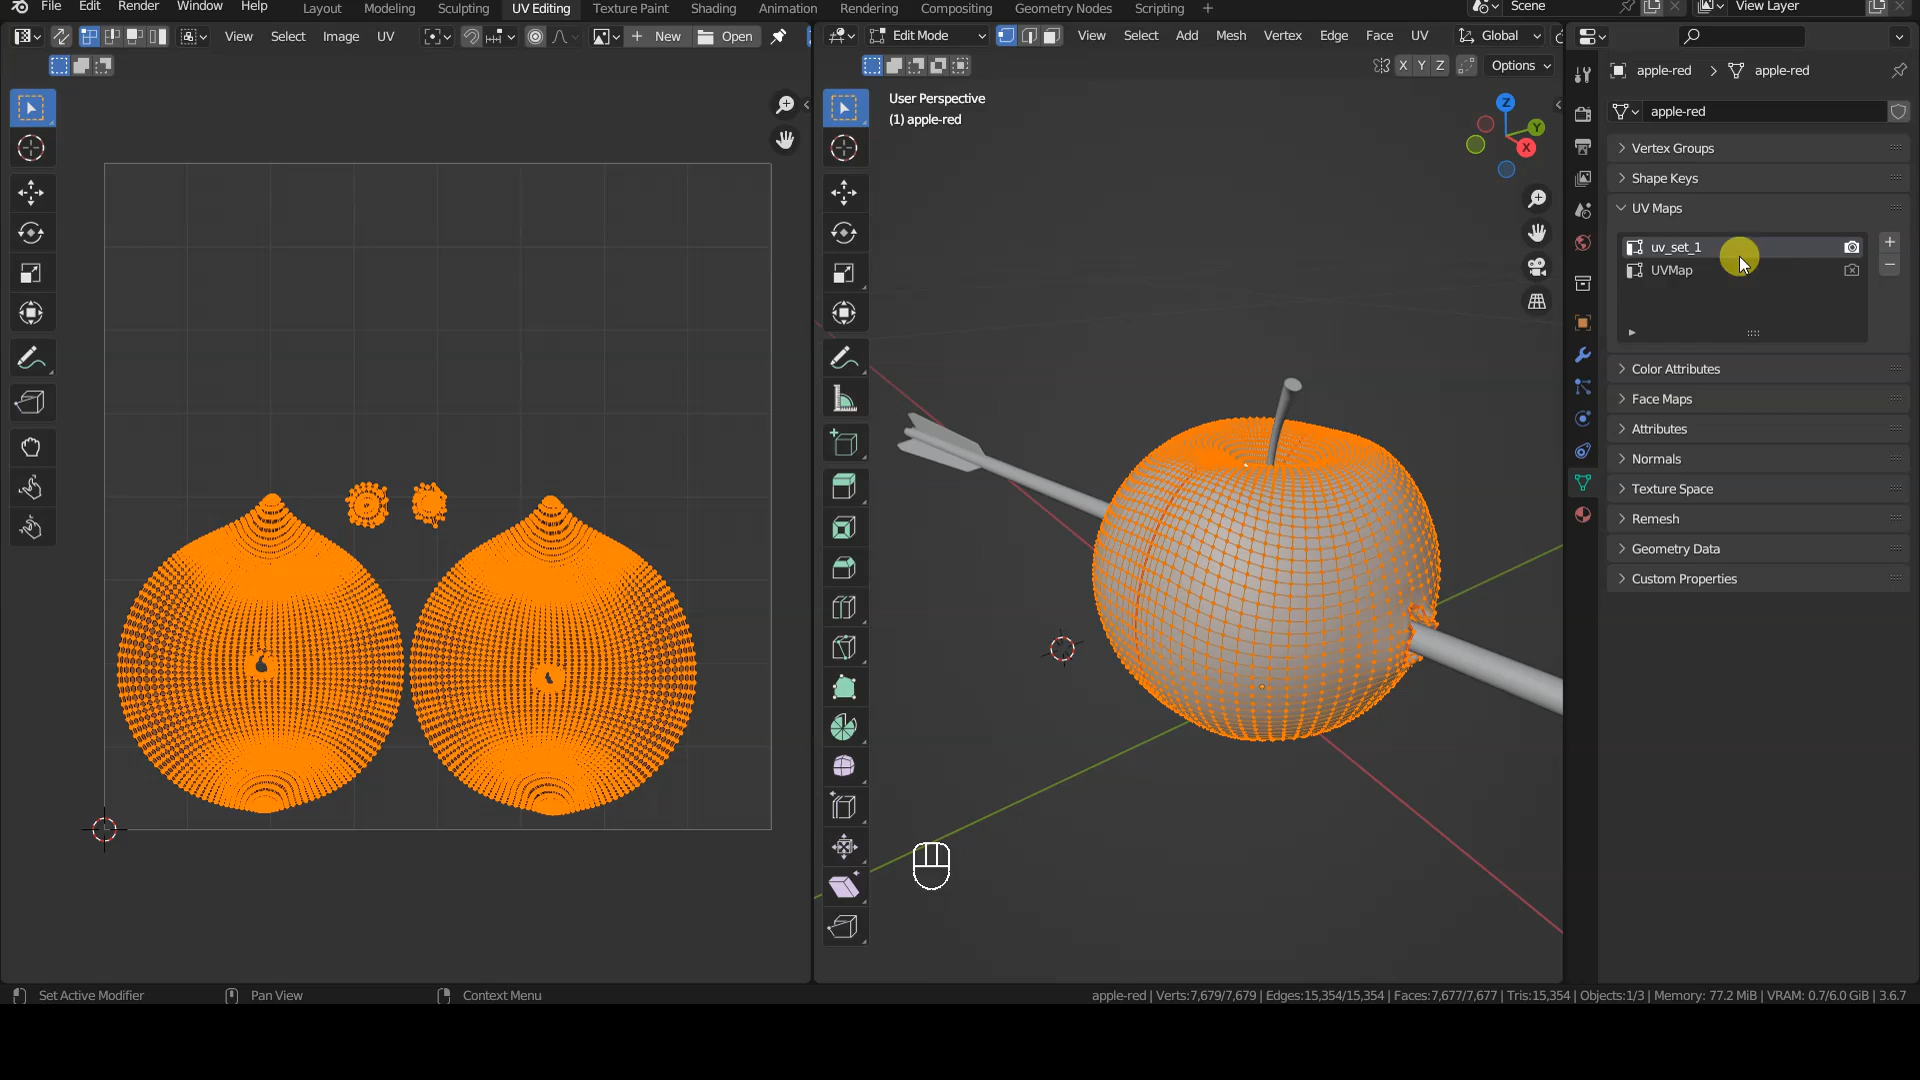 File Edit Render Window Help Layout Modeling Sculpting UV Editing Texture Paint Shading Animation Rendering Compositing Geometry Nodes Scripting + Scene View Layer
View Select Image UV New Open Edit Mode View Select Add Mesh Vertex Edge Face UV Global
X Y Z Options
apple-red > apple-red
User Perspective
(1) apple-red
Z
Y
X
apple-red
Vertex Groups
Shape Keys
UV Maps
uv_set_1
UVMap
Color Attributes
Face Maps
Attributes
Normals
Texture Space
Remesh
Geometry Data
Custom Properties
Set Active Modifier Pan View Context Menu apple-red | Verts:7,679/7,679 | Edges:15,354/15,354 | Faces:7,677/7,677 | Tris:15,354 | Objects:1/3 | Memory: 77.2 MiB | VRAM: 0.7/6.0 GiB | 3.6.7